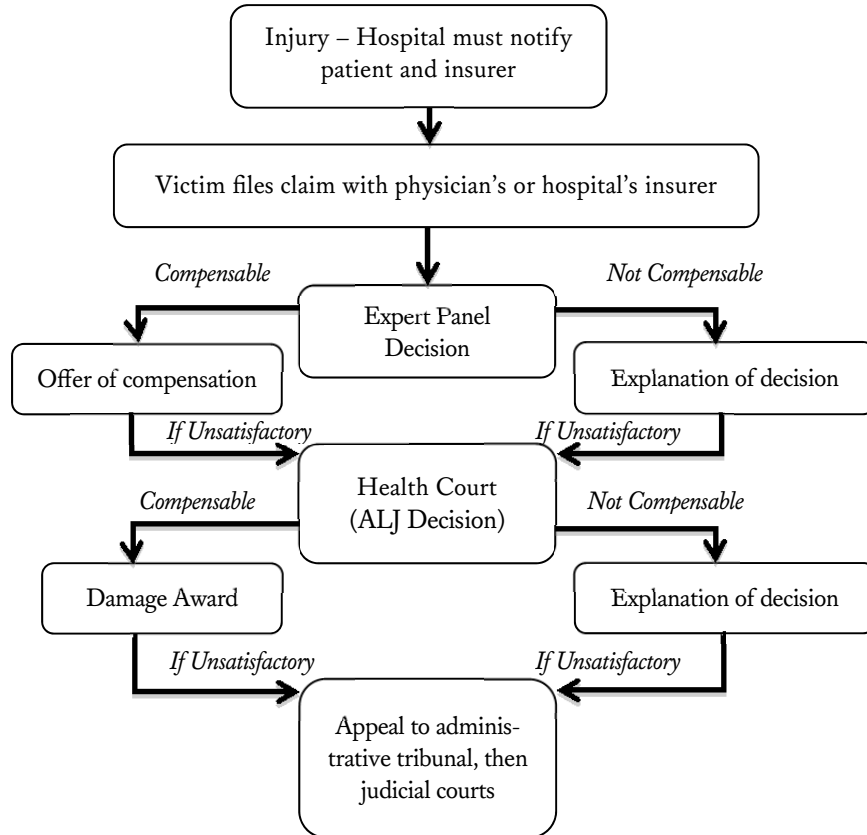 Injury – Hospital must notify
patient and insurer
Victim files claim with physician’s or hospital’s insurer
Compensable
Not Compensable
Expert Panel
Decision
Offer of compensation
Explanation of decision
If Unsatisfactory
If Unsatisfactory
Health Court
(ALJ Decision)
Compensable
Not Compensable
Damage Award
Explanation of decision
If Unsatisfactory
If Unsatisfactory
Appeal to adminis-
trative tribunal, then
judicial courts